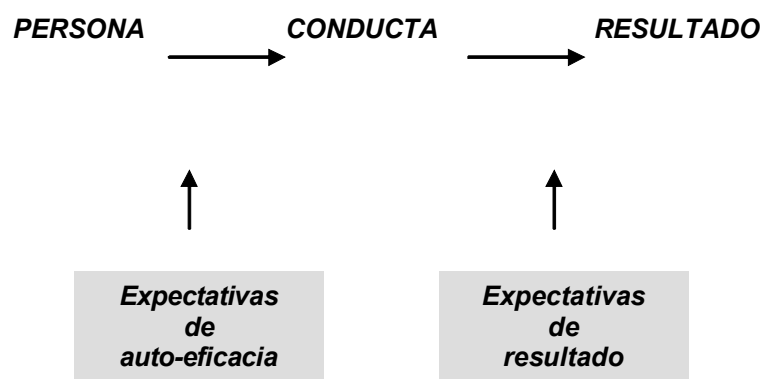 PERSONA CONDUCTA RESULTADO
Expectativas
de
auto-eficacia
Expectativas
de
resultado